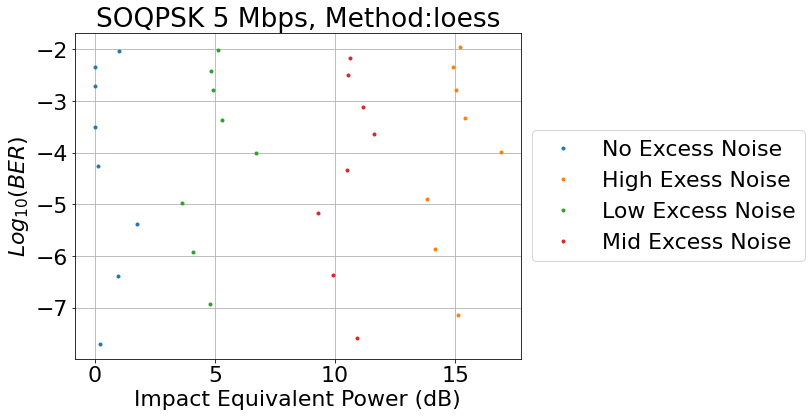 SOQPSK 5 Mbps, Method:loess
−2
−3
−4
−5
−6
−7
Log10(BER)
0 5 10 15
Impact Equivalent Power (dB)
No Excess Noise
High Exess Noise
Low Excess Noise
Mid Excess Noise